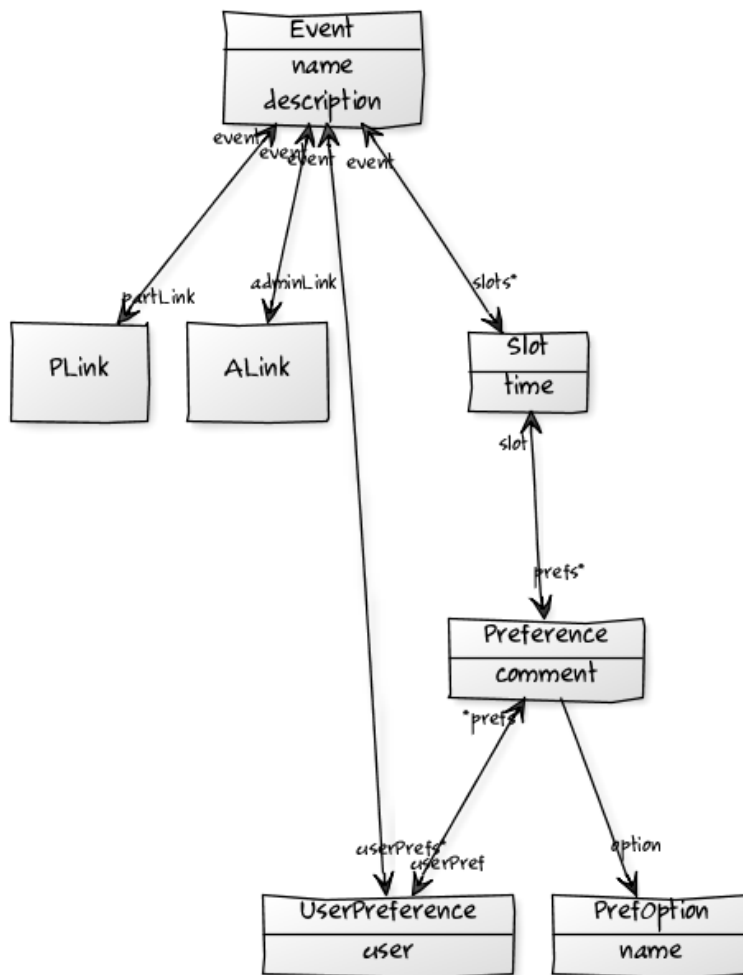 Event
name
description
event
event
event
event
partLink
adminLink
slots*
PLink
ALink
Slot
time
slot
prefs*
Preference
comment
*prefs
userPrefs*
userPref
option
UserPreference
user
PrefOption
name